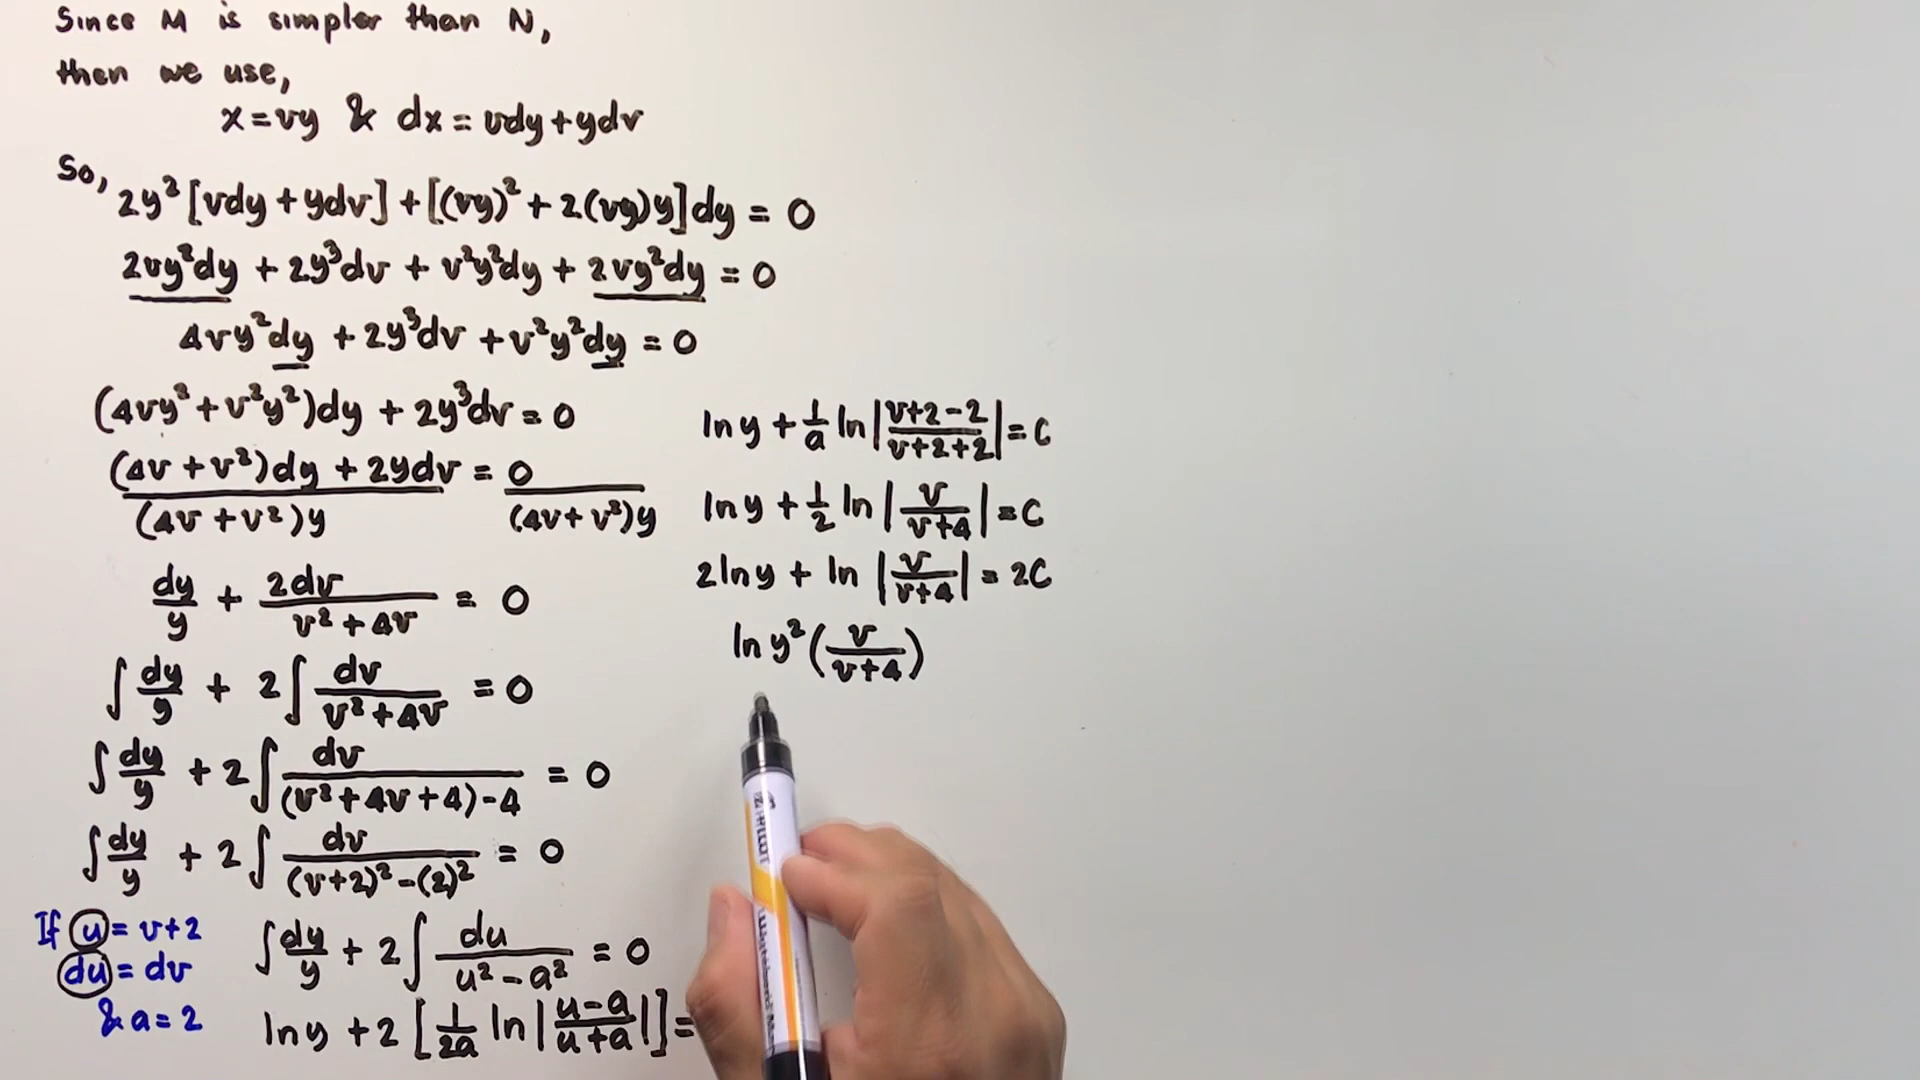 Since M is simpler than N,
then we use,
x = vy & dx = vdy + ydv
So,
2y² [vdy + ydv] + [(vy)² + 2(vy)y] dy = 0
2vy²dy + 2y³dv + v²y²dy + 2vy²dy = 0
4vy²dy + 2y³dv + v²y²dy = 0
(4vy² + v²y²)dy + 2y³dv = 0
(4v + v²)dy + 2ydv / (4v + v²)y = 0 / (4v + v²)y
dy/y + 2dv/(v² + 4v) = 0
∫ dy/y + 2 ∫ dv/(v² + 4v) = 0
∫ dy/y + 2 ∫ dv/((v² + 4v + 4) - 4) = 0
∫ dy/y + 2 ∫ dv/((v+2)² - (2)²) = 0
If u = v+2
du = dv
& a = 2
∫ dy/y + 2 ∫ du/(u² - a²) = 0
ln y + 2 [1/2a ln |(u-a)/(u+a)|] =
ln y + 1/a ln |(v+2-2)/(v+2+2)| = C
ln y + 1/2 ln |v/(v+4)| = C
2 ln y + ln |v/(v+4)| = 2C
ln y² (v/(v+4))